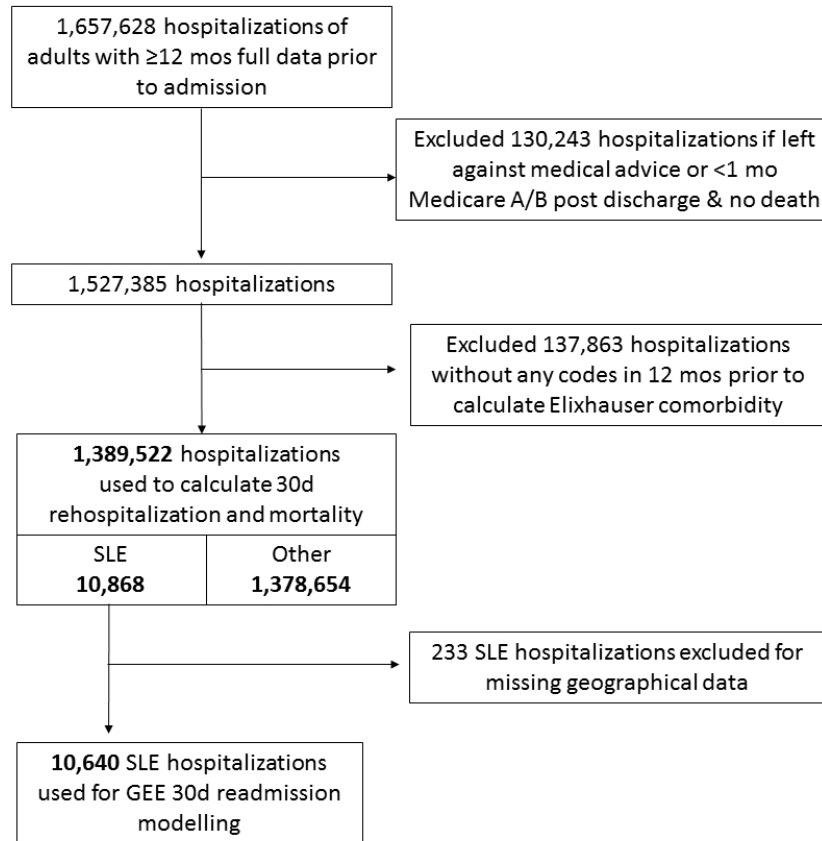 1,657,628 hospitalizations of
adults with ≥12 mos full data prior
to admission
Excluded 130,243 hospitalizations if left
against medical advice or <1 mo
Medicare A/B post discharge & no death
1,527,385 hospitalizations
Excluded 137,863 hospitalizations
without any codes in 12 mos prior to
calculate Elixhauser comorbidity
1,389,522 hospitalizations
used to calculate 30d
rehospitalization and mortality
SLE
10,868
Other
1,378,654
233 SLE hospitalizations excluded for
missing geographical data
10,640 SLE hospitalizations
used for GEE 30d readmission
modelling